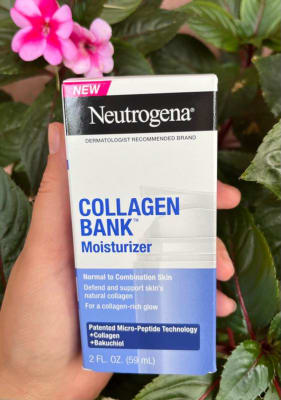 NEW
Neutrogena®
DERMATOLOGIST RECOMMENDED BRAND
COLLAGEN
BANK™
Moisturizer
Normal to Combination Skin
Defend and support skin's
natural collagen
For a collagen-rich glow
Patented Micro-Peptide Technology
+Collagen
+Bakuchiol
2 FL. OZ. (59 mL)